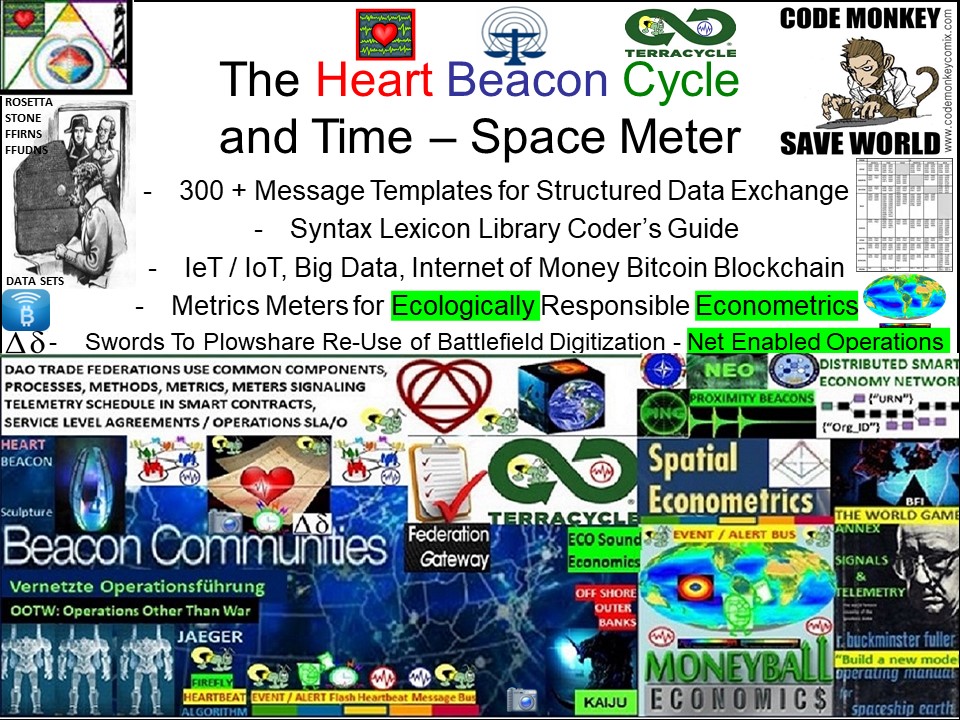 TERRACYCLE
CODE MONKEY
SAVE WORLD
www.codemonkeycomix.com
The Heart Beacon Cycle
and Time – Space Meter
ROSETTA
STONE
FFIRNS
FFUDNS
DATA SETS
- 300 + Message Templates for Structured Data Exchange
- Syntax Lexicon Library Coder’s Guide
- IeT / IoT, Big Data, Internet of Money Bitcoin Blockchain
- Metrics Meters for Ecologically Responsible Econometrics
Δδ
- Swords To Plowshare Re-Use of Battlefield Digitization - Net Enabled Operations
DAO TRADE FEDERATIONS USE COMMON COMPONENTS,
PROCESSES, METHODS, METRICS, METERS SIGNALING
TELEMETRY SCHEDULE IN SMART CONTRACTS,
SERVICE LEVEL AGREEMENTS / OPERATIONS SLA/O
NEO
PROXIMITY BEACONS
PING
DISTRIBUTED SMART
ECONOMY NETWOR
{"URN"}
{"Org_ID"}
HEART
BEACON
Sculpture
Δδ
TERRACYCLE
Spatial
Econometrics
BFI
THE WORLD GAME
Beacon Communities
Federation
Gateway
ECO Sound
Economics
EVENT / ALERT BUS
ANNEX
SIGNALS
&
TELEMETRY
Vernetzte Operationsführung
OOTW: Operations Other Than War
OFF SHORE
OUTER
BANKS
JAEGER
FIREFLY
HEARTBEAT
ALGORITHM
EVENT / ALERT Flash Heartbeat Message Bus
KAIJU
MONEYBALL
ECONOMIC$
r. buckminster fuller
"Build a new mode
operating manual
for
spaceship earth